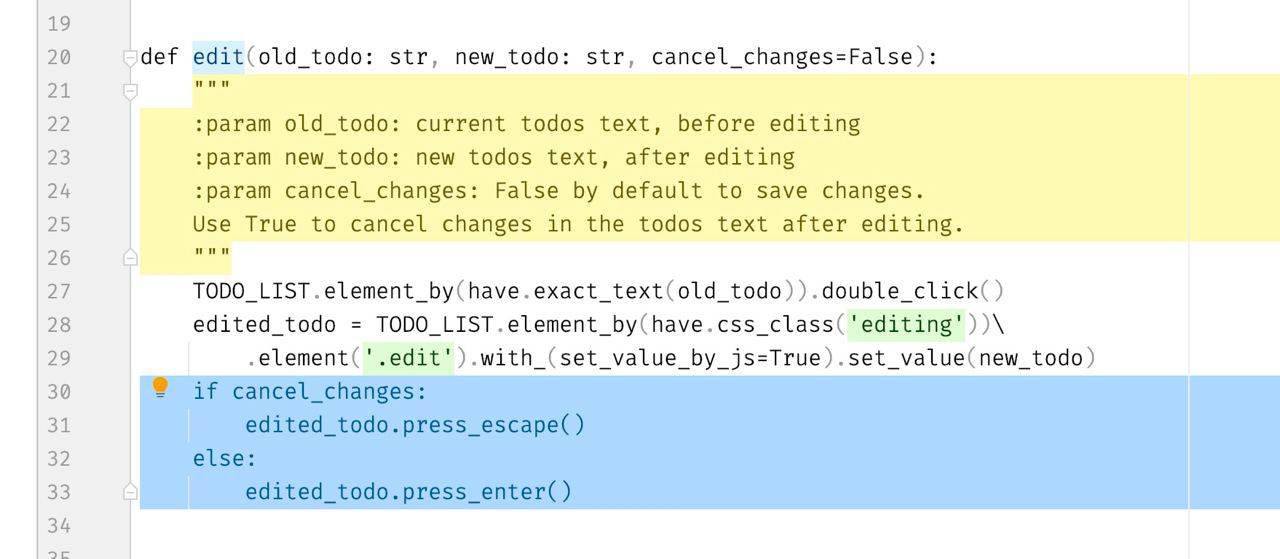 19
20 def edit(old_todo: str, new_todo: str, cancel_changes=False):
21     """
22     :param old_todo: current todos text, before editing
23     :param new_todo: new todos text, after editing
24     :param cancel_changes: False by default to save changes.
25     Use True to cancel changes in the todos text after editing.
26     """
27     TODO_LIST.element_by(have.exact_text(old_todo)).double_click()
28     edited_todo = TODO_LIST.element_by(have.css_class('editing'))\
29         .element('.edit').with_(set_value_by_js=True).set_value(new_todo)
30     if cancel_changes:
31         edited_todo.press_escape()
32     else:
33         edited_todo.press_enter()
34
35